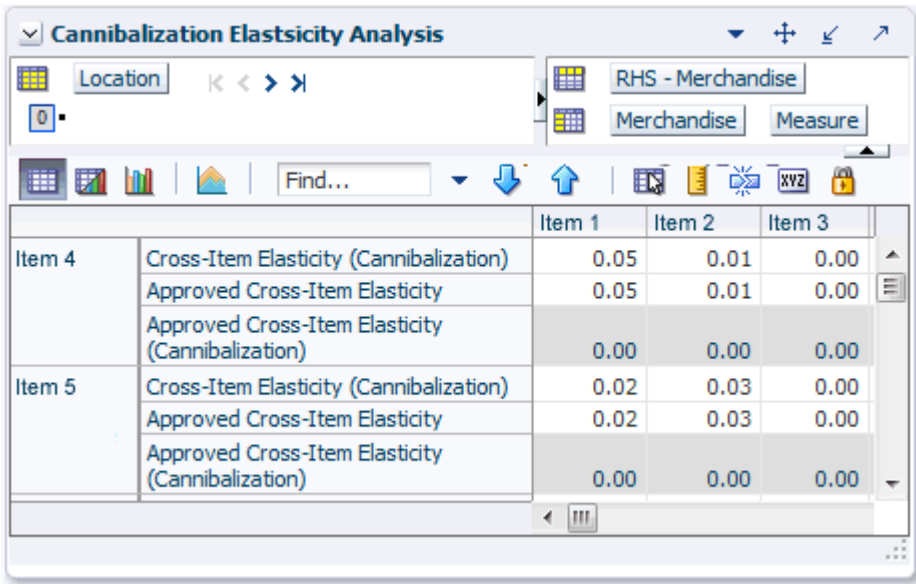 Cannibalization Elastsicity Analysis
Location
RHS - Merchandise
0
Merchandise Measure
Find...
XYZ
Item 1 Item 2 Item 3
Item 4 Cross-Item Elasticity (Cannibalization) 0.05 0.01 0.00
Approved Cross-Item Elasticity 0.05 0.01 0.00
Approved Cross-Item Elasticity
(Cannibalization) 0.00 0.00 0.00
Item 5 Cross-Item Elasticity (Cannibalization) 0.02 0.03 0.00
Approved Cross-Item Elasticity 0.02 0.03 0.00
Approved Cross-Item Elasticity
(Cannibalization) 0.00 0.00 0.00